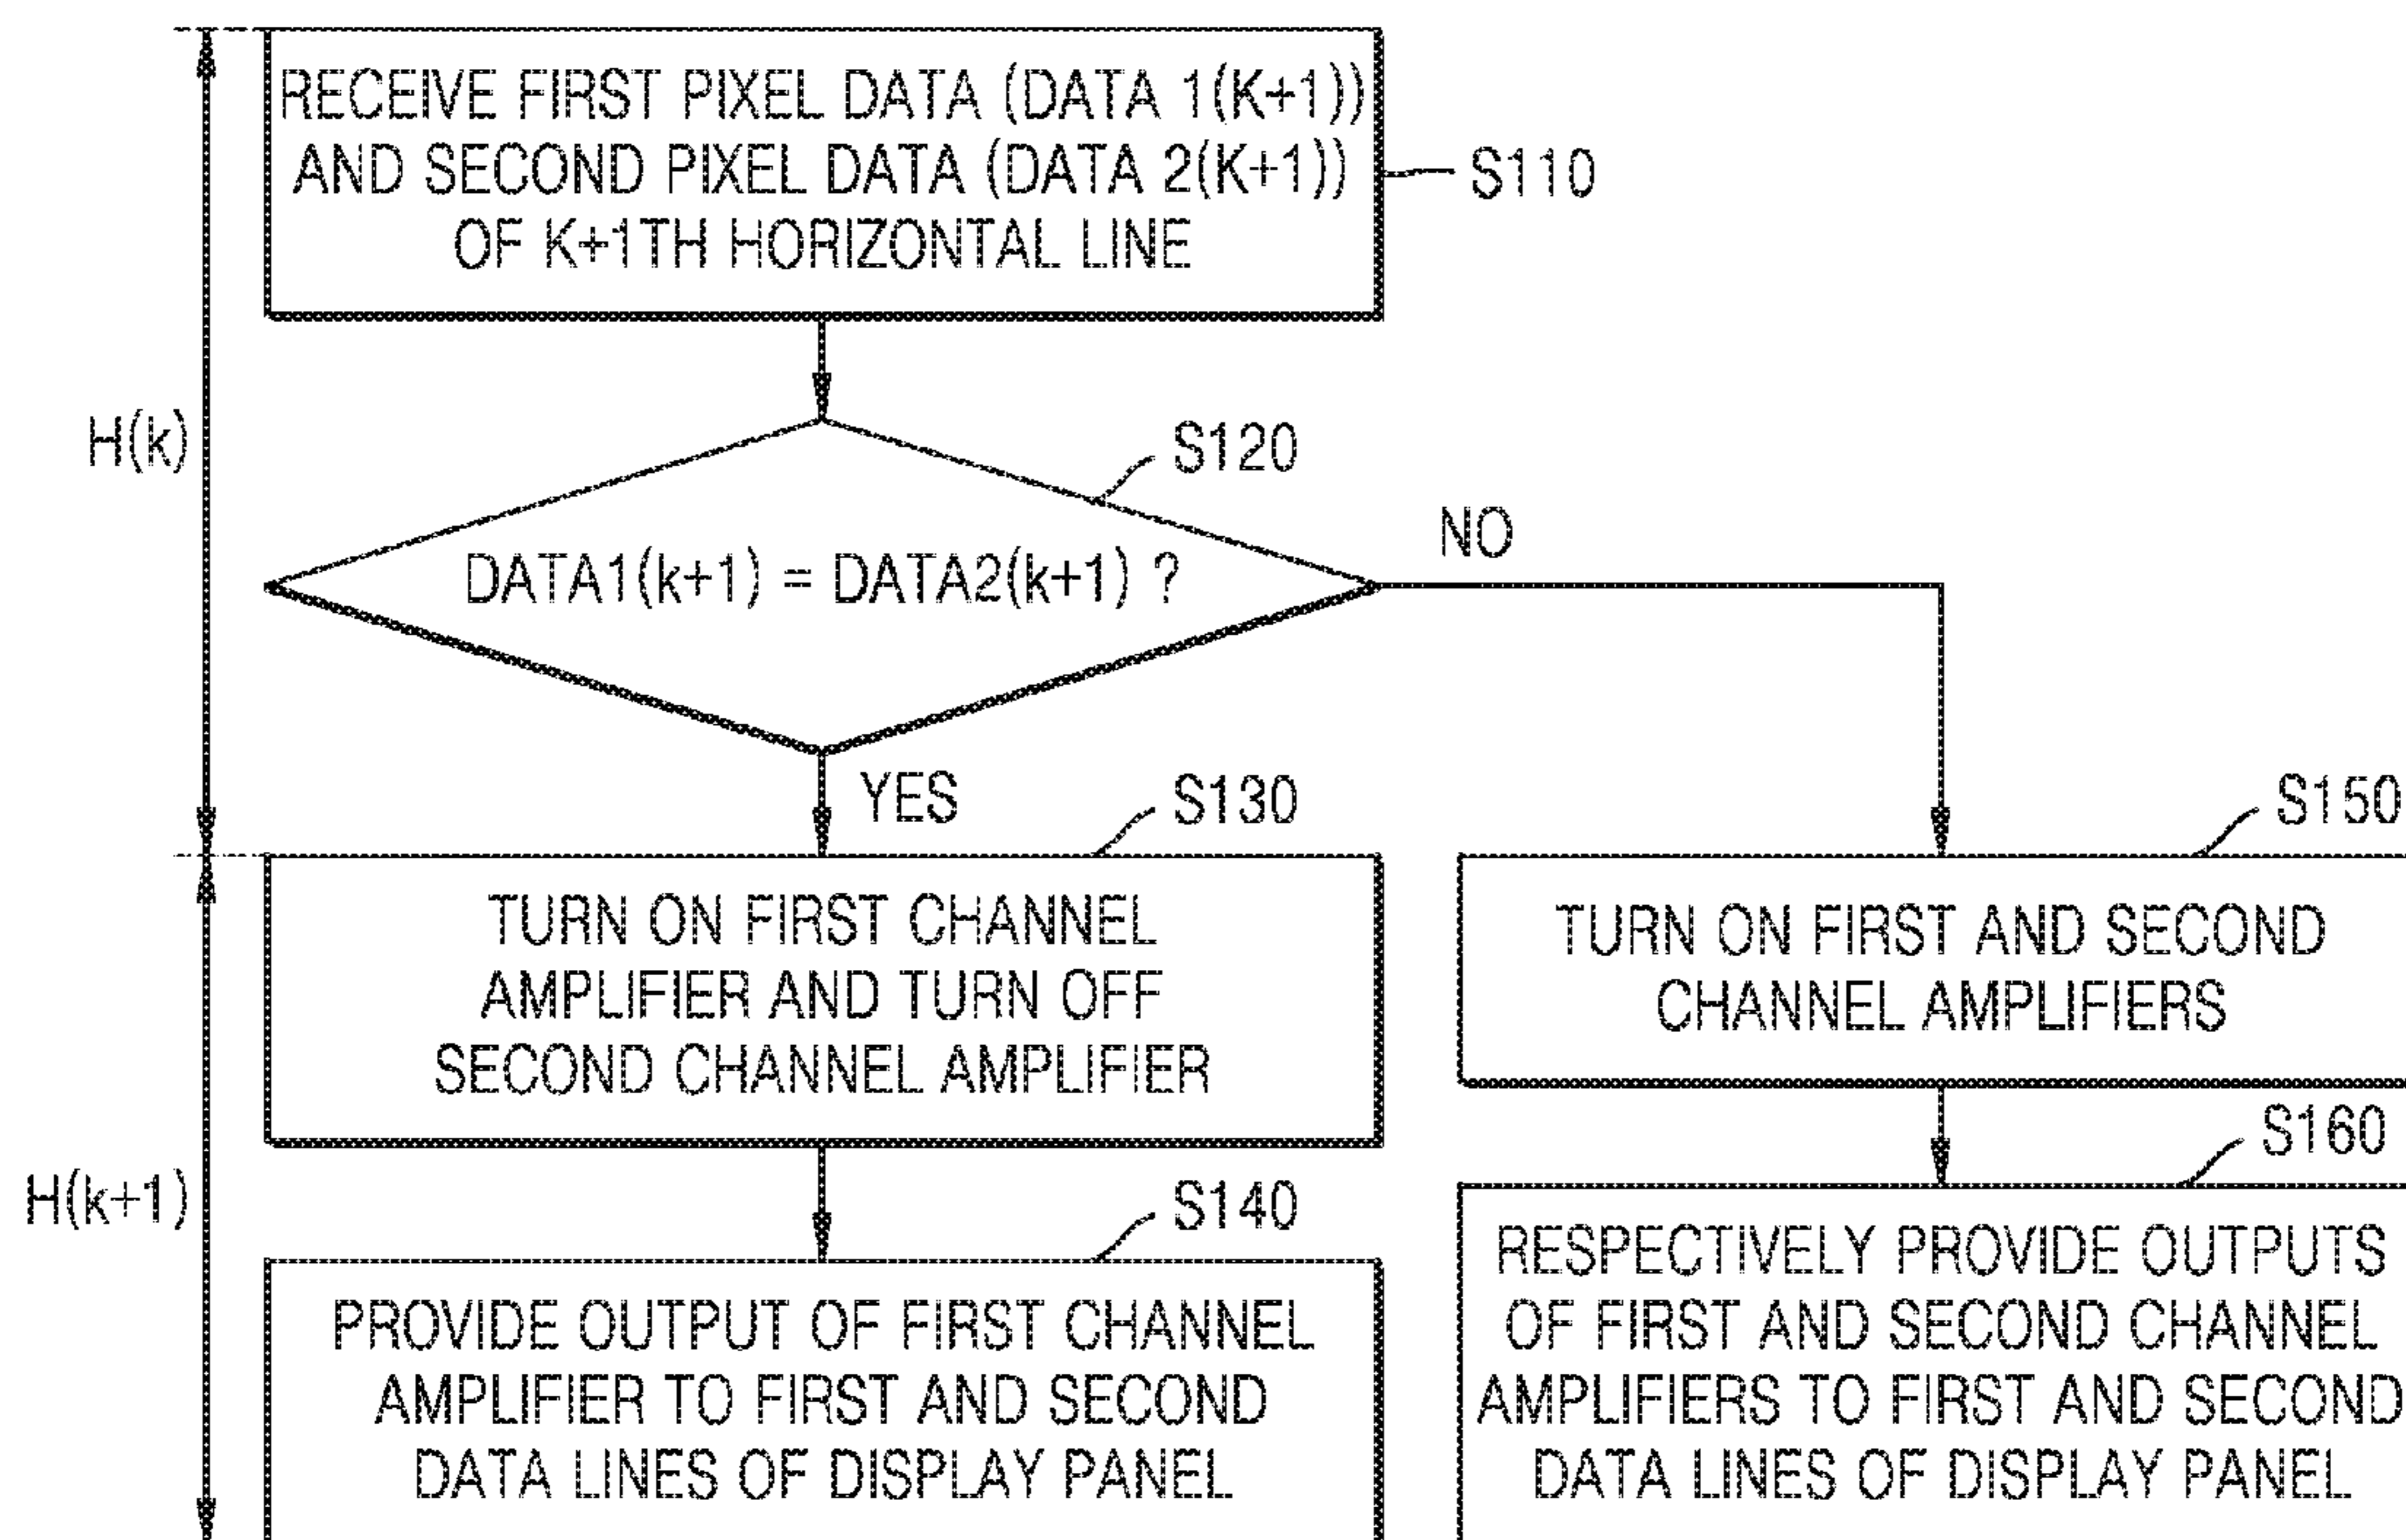 RECEIVE FIRST PIXEL DATA (DATA 1(K+1))
AND SECOND PIXEL DATA (DATA 2(K+1))
OF K+1TH HORIZONTAL LINE
S110
H(k)
S120
DATA1(k+1) = DATA2(k+1) ?
NO
YES
S130
S150
TURN ON FIRST CHANNEL
AMPLIFIER AND TURN OFF
SECOND CHANNEL AMPLIFIER
TURN ON FIRST AND SECOND
CHANNEL AMPLIFIERS
H(k+1)
S140
S160
PROVIDE OUTPUT OF FIRST CHANNEL
AMPLIFIER TO FIRST AND SECOND
DATA LINES OF DISPLAY PANEL
RESPECTIVELY PROVIDE OUTPUTS
OF FIRST AND SECOND CHANNEL
AMPLIFIERS TO FIRST AND SECOND
DATA LINES OF DISPLAY PANEL